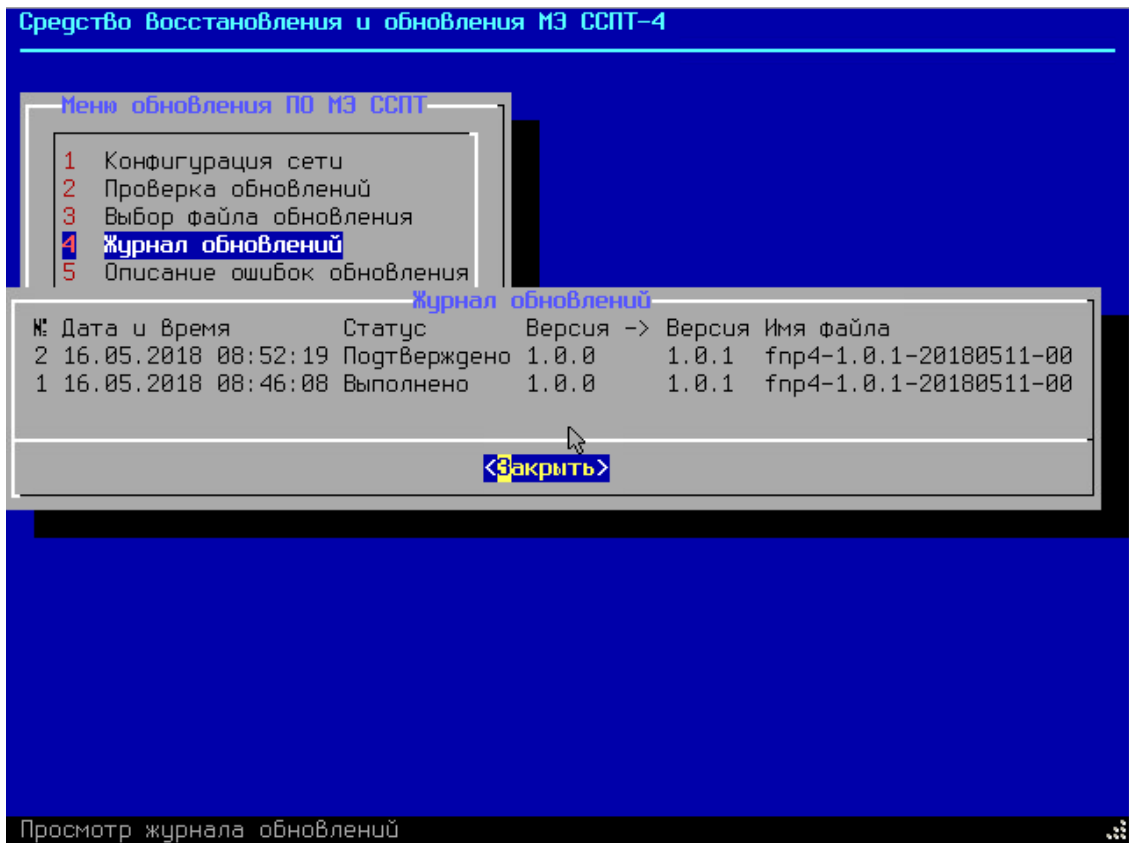 Средство восстановления и обновления МЭ ССПТ-4
Меню обновления ПО МЭ ССПТ
1 Конфигурация сети
2 Проверка обновлений
3 Выбор файла обновления
4 Журнал обновлений
5 Описание ошибок обновления
Журнал обновлений
№ Дата и время Статус Версия -> Версия Имя файла
2 16.05.2018 08:52:19 Подтверждено 1.0.0 1.0.1 fnp4-1.0.1-20180511-00
1 16.05.2018 08:46:08 Выполнено 1.0.0 1.0.1 fnp4-1.0.1-20180511-00
<Закрыть>
Просмотр журнала обновлений